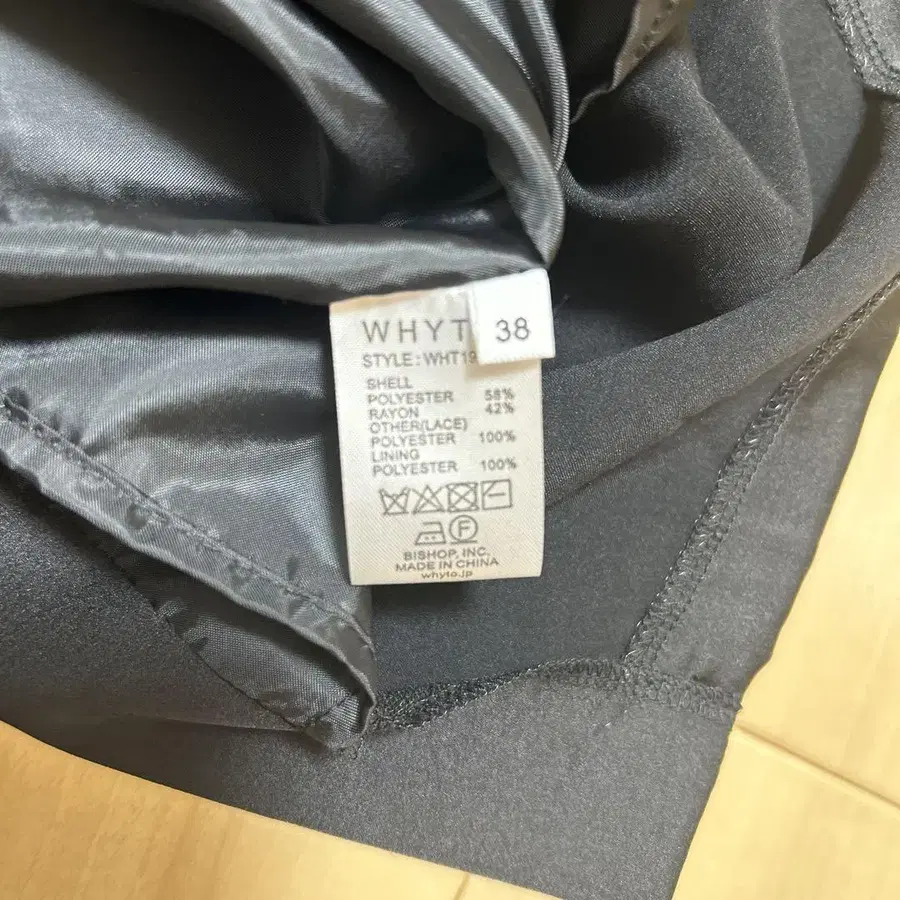 WHYT
38
STYLE : WHT19
SHELL
POLYESTER 58%
RAYON 42%
OTHER(LACE)
POLYESTER 100%
LINING
POLYESTER 100%
F
BISHOP, INC.
MADE IN CHINA
whyto.jp